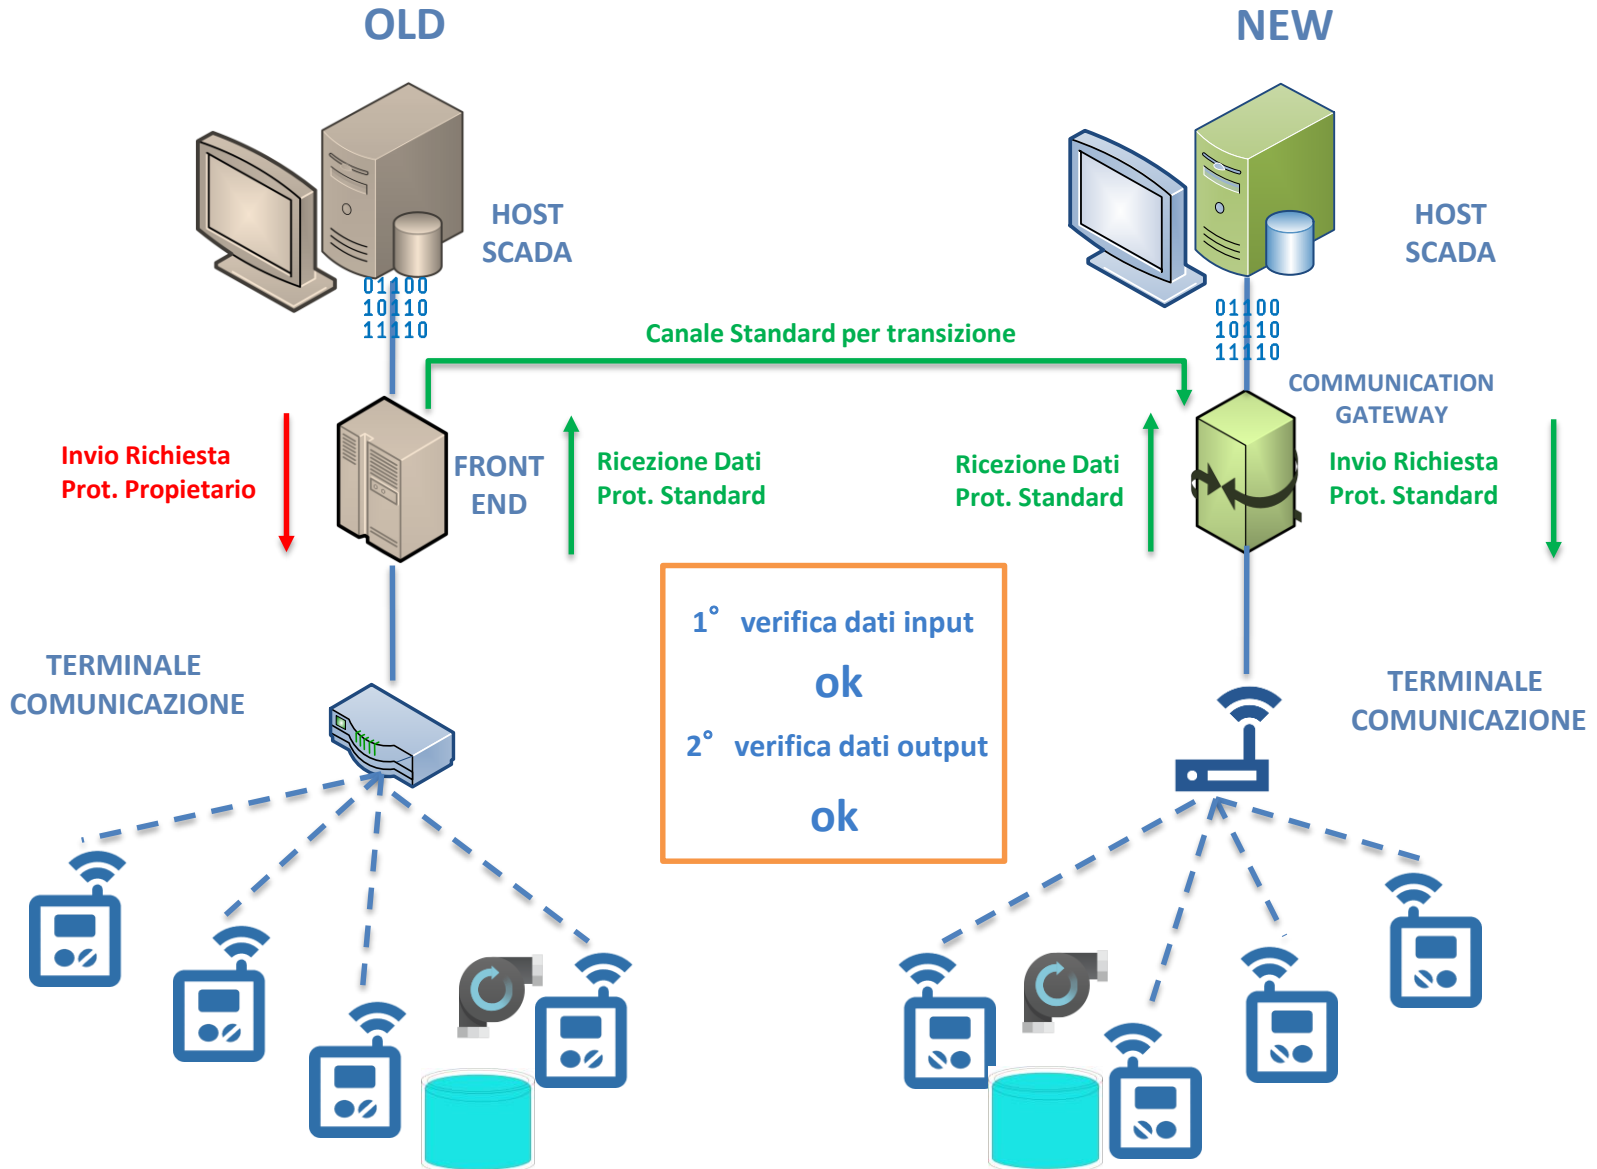 OLD
NEW
HOST
SCADA
HOST
SCADA
01100
10110
11110
01100
10110
11110
Canale Standard per transizione
COMMUNICATION
GATEWAY
Invio Richiesta
Prot. Propietario
FRONT
END
Ricezione Dati
Prot. Standard
Ricezione Dati
Prot. Standard
Invio Richiesta
Prot. Standard
1° verifica dati input
ok
2° verifica dati output
ok
TERMINALE
COMUNICAZIONE
TERMINALE
COMUNICAZIONE